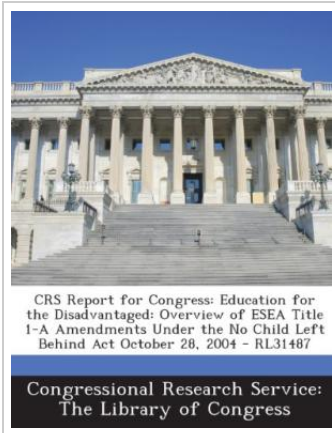 CRS Report for Congress: Education for
the Disadvantaged: Overview of ESEA Title
1-A Amendments Under the No Child Left
Behind Act October 28, 2004 - RL31487
Congressional Research Service:
The Library of Congress